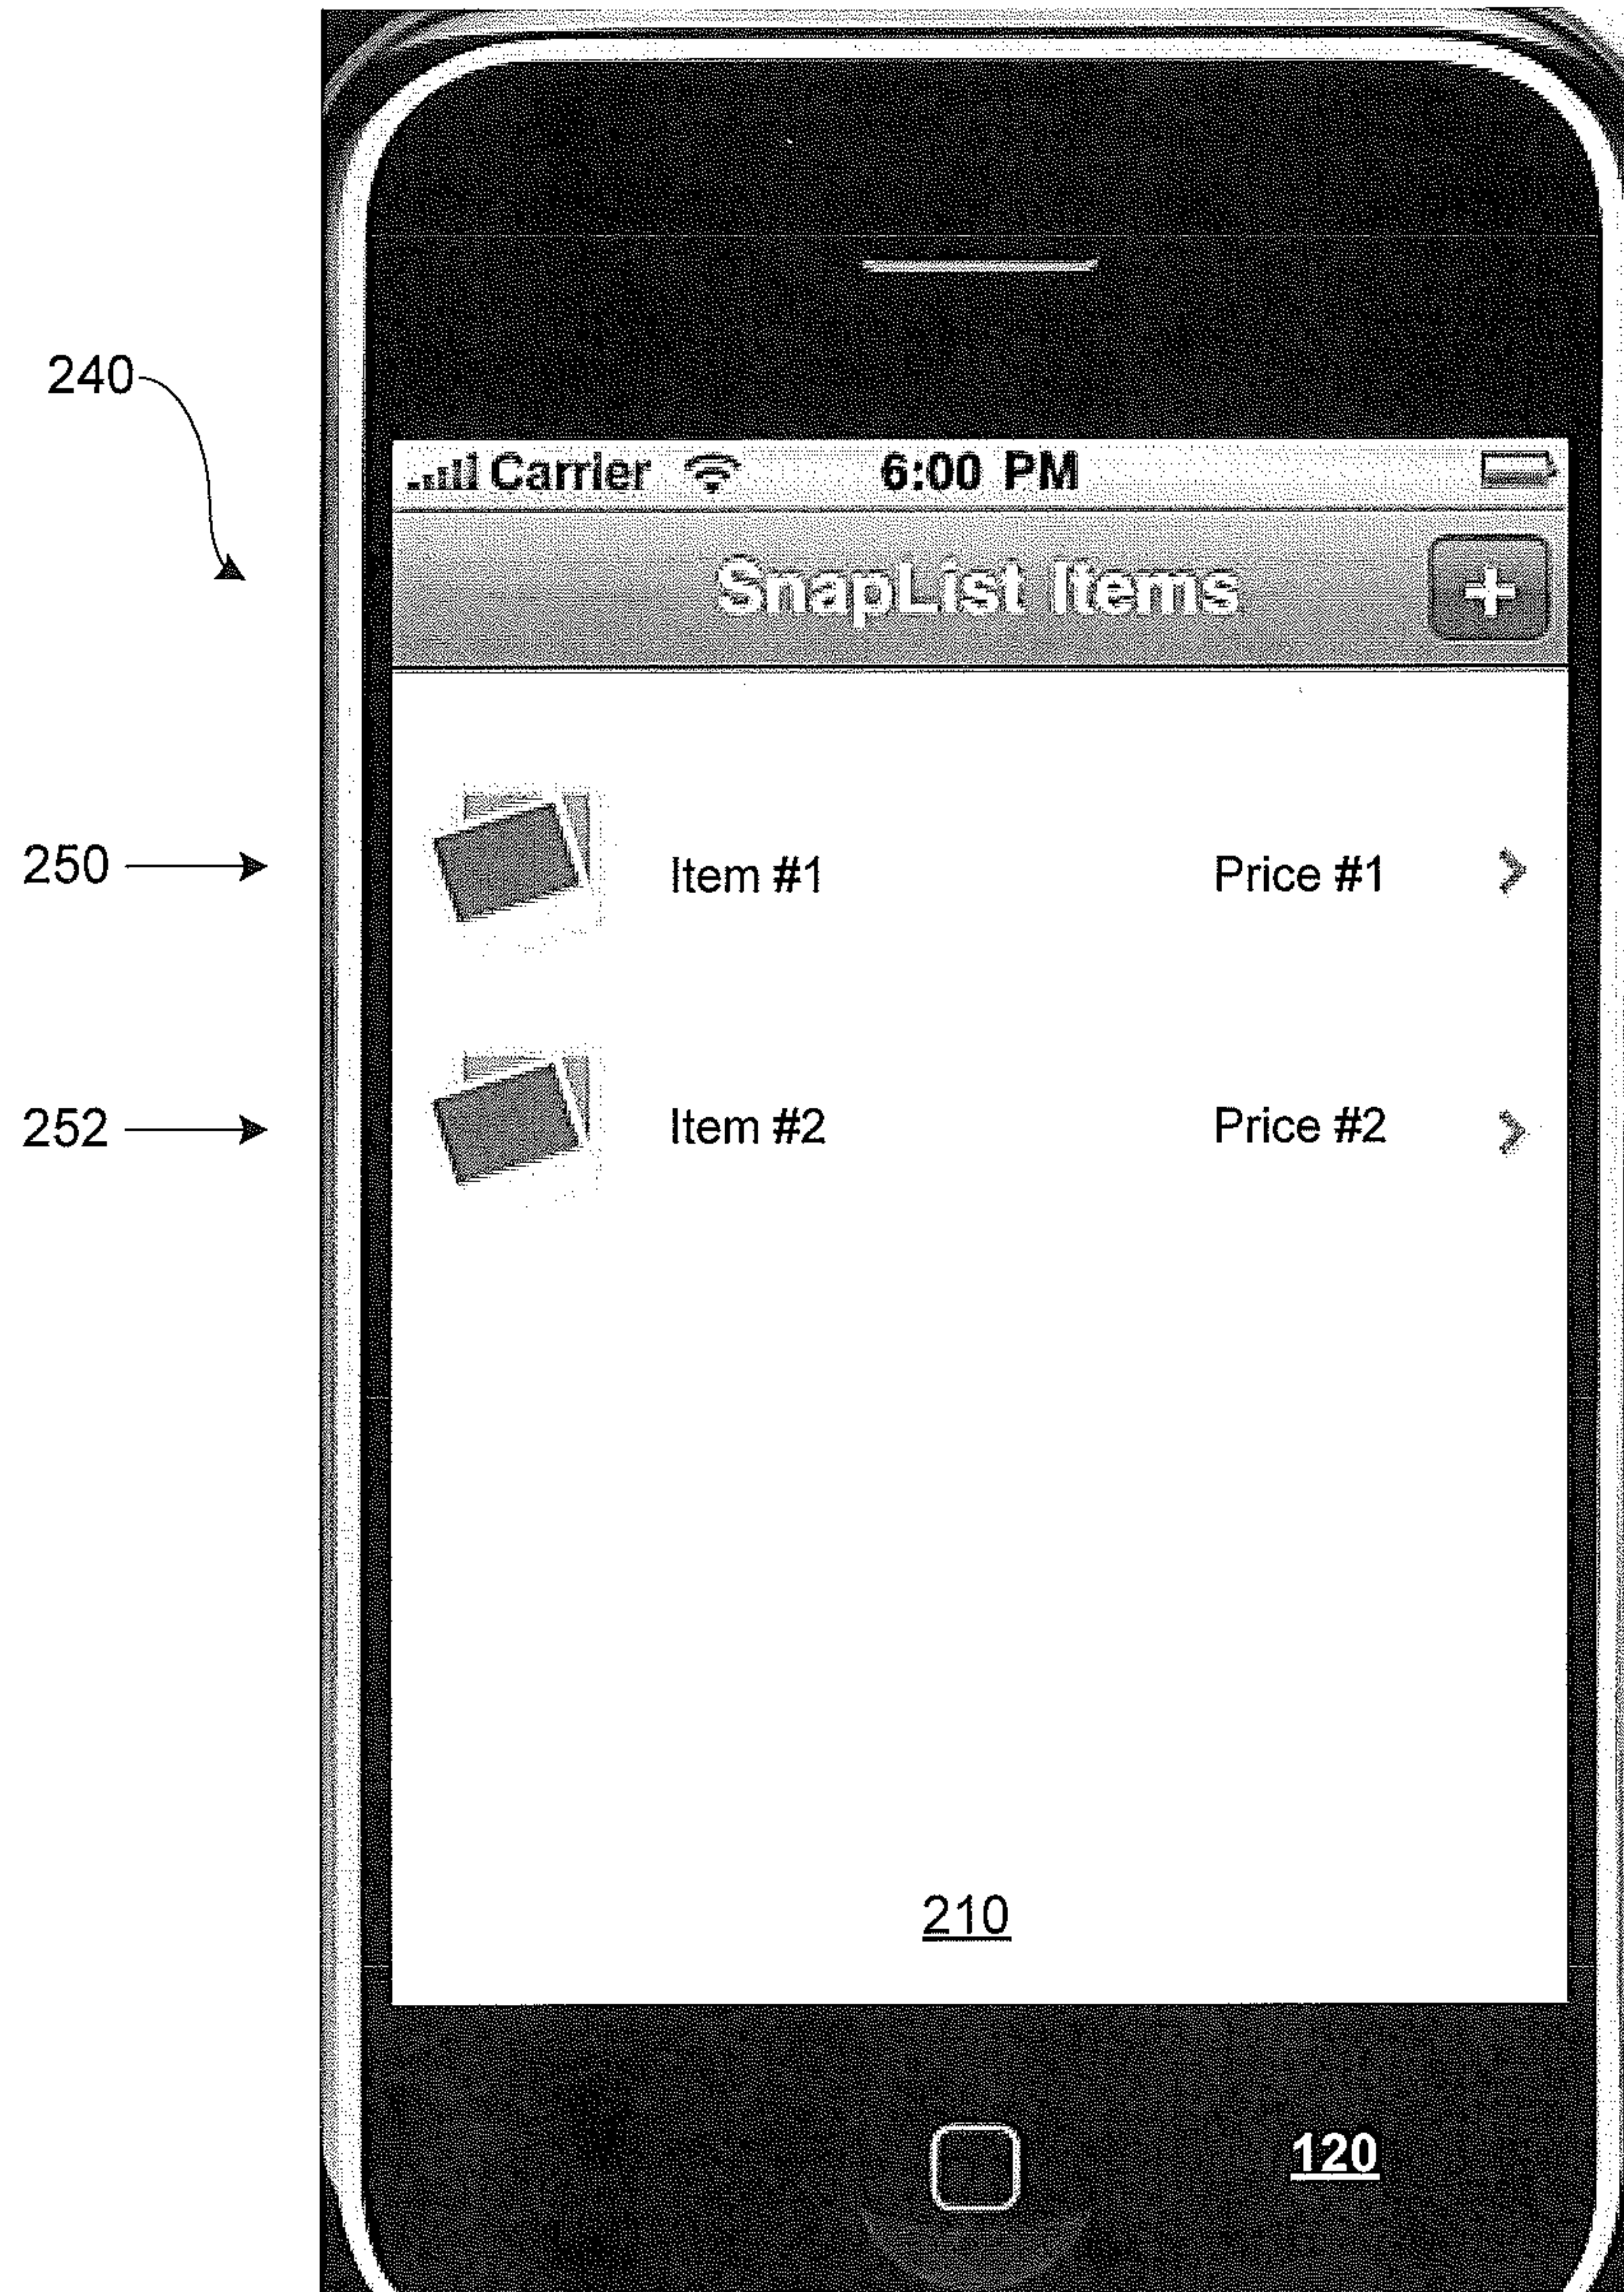 240
Carrier 6:00 PM
SnapList Items +
250 Item #1 Price #1 >
252 Item #2 Price #2 >
210
120